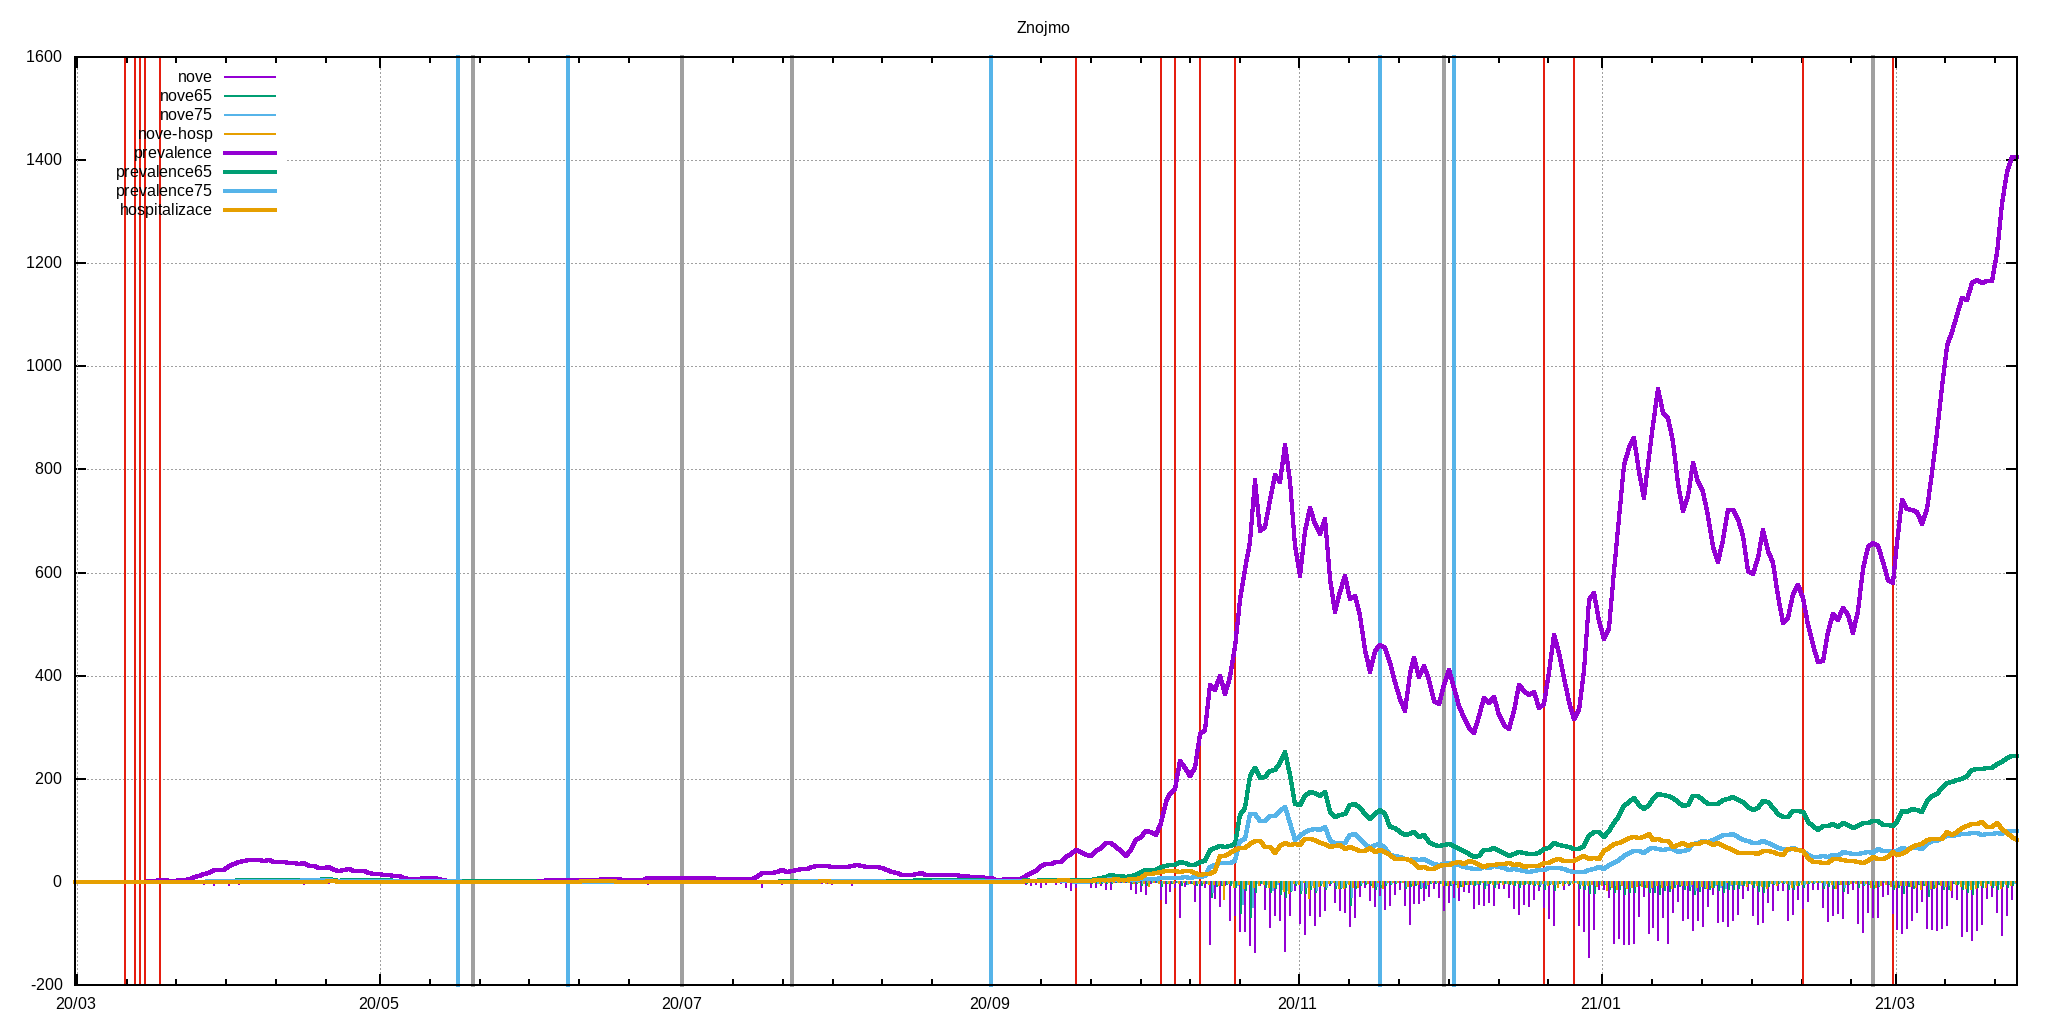 Znojmo
1600
nove
nove65
nove75
nove-hosp
prevalence
prevalence65
prevalence75
hospitalizace
1400
1200
1000
800
600
400
200
0
-200
20/03 20/05 20/07 20/09 20/11 21/01 21/03